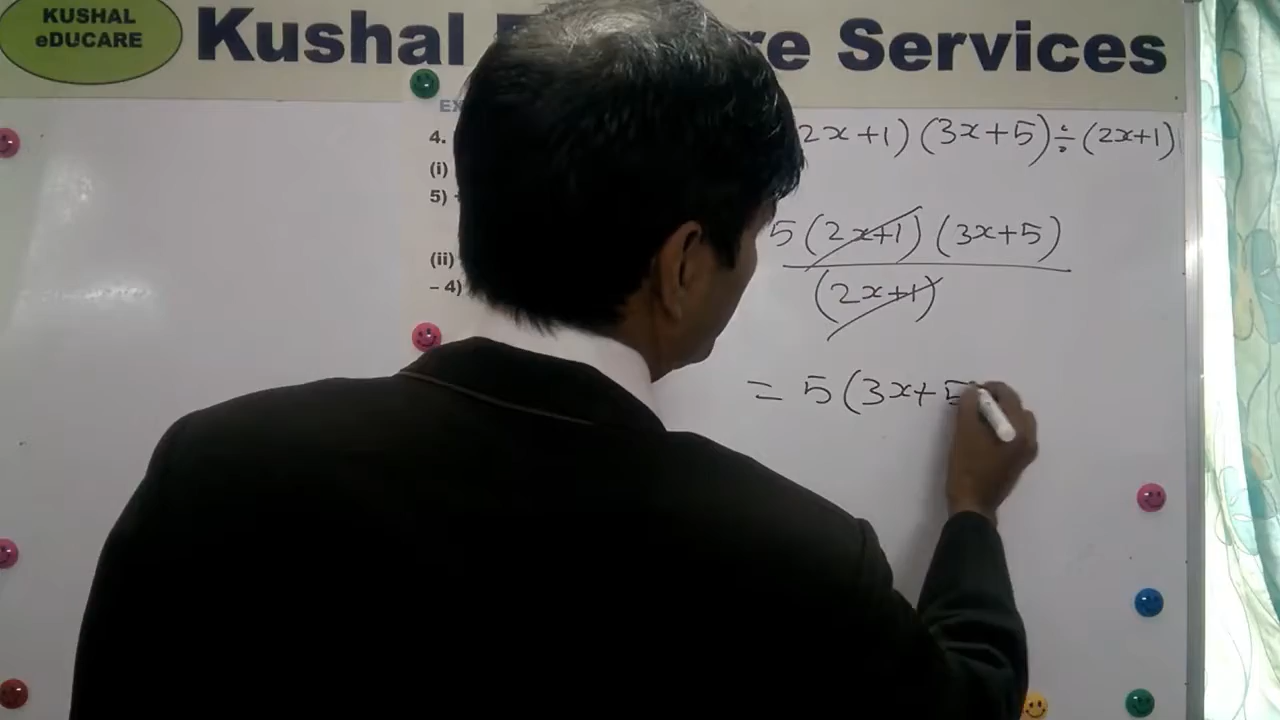 KUSHAL
eDUCARE
Kushal re Services
EX
4.
(i)
5)
(ii)
– 4)
2x+1) (3x+5) ÷ (2x+1)
5 (2x+1) (3x+5)
(2x+1)
= 5 (3x+5